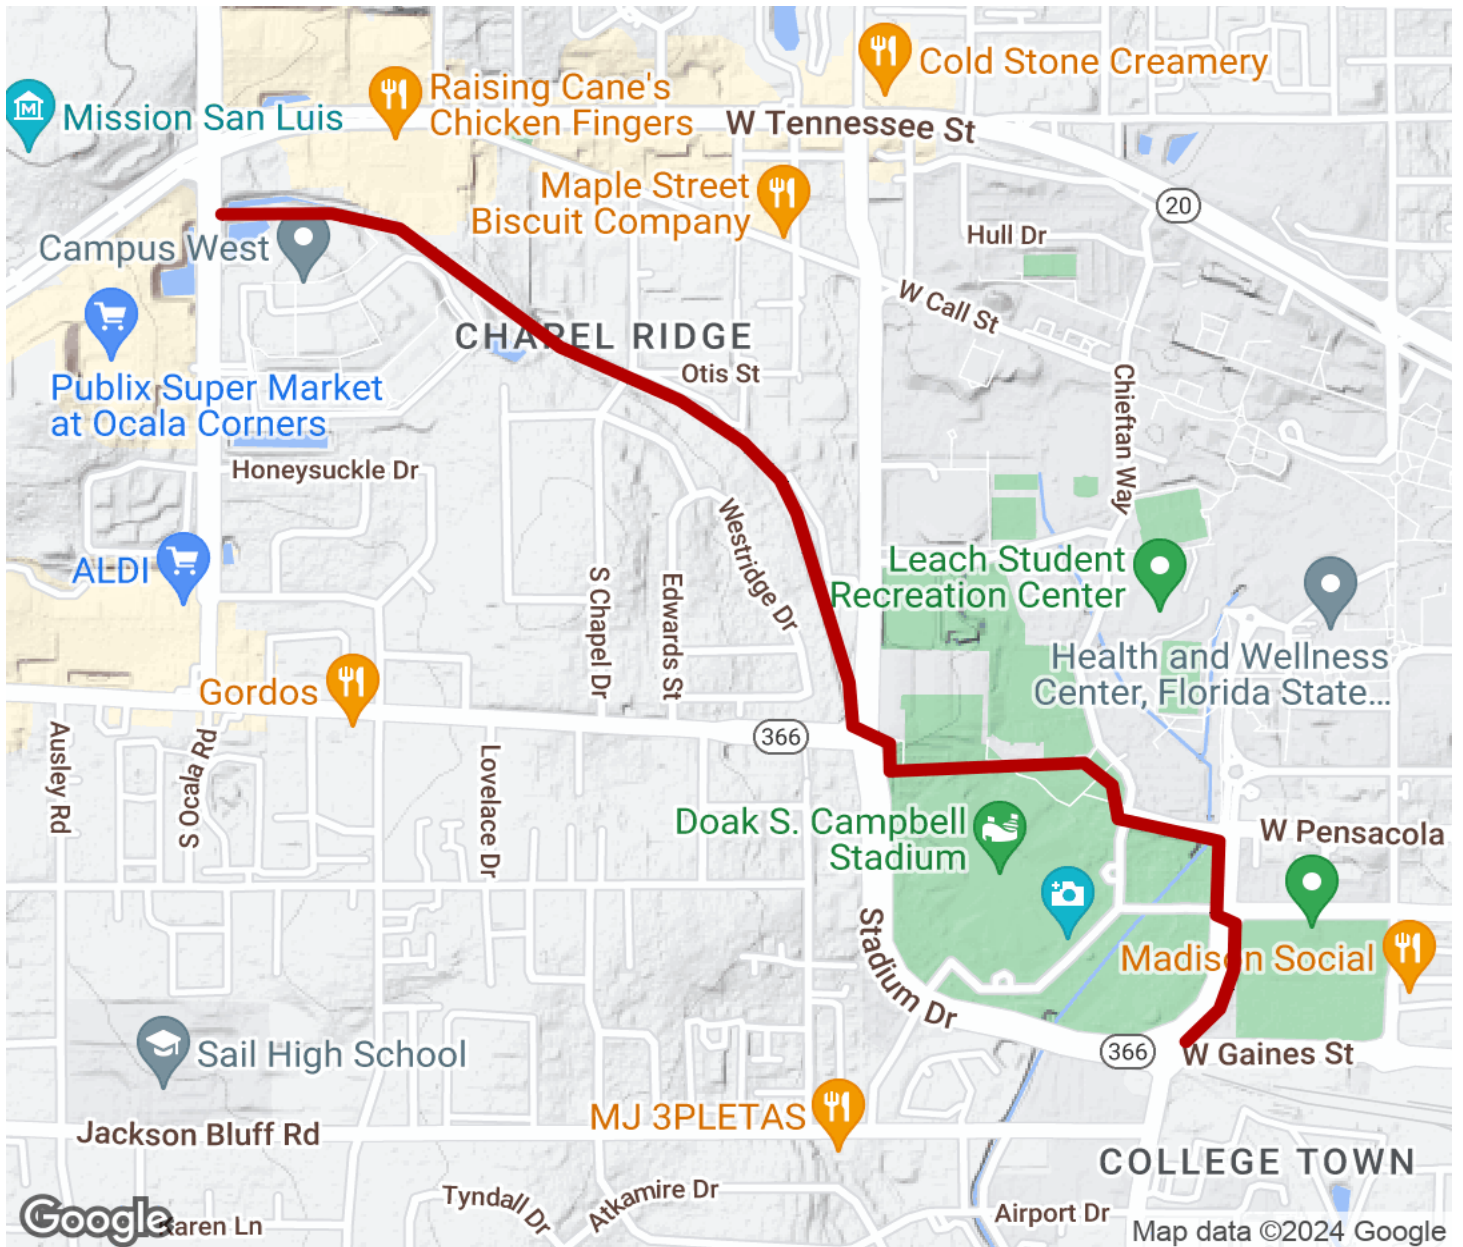 Cold Stone Creamery
Raising Cane's
Chicken Fingers
Mission San Luis
W Tennessee St
Maple Street
Biscuit Company
20
Hull Dr
Campus West
W Call St
CHAPEL RIDGE
Otis St
Publix Super Market
at Ocala Corners
Chieftan Way
Honeysuckle Dr
Westridge Dr
Leach Student
Recreation Center
ALDI
S Chapel Dr
Edwards St
Health and Wellness
Center, Florida State...
Gordos
366
Ausley Rd
S Ocala Rd
Lovelace Dr
Doak S. Campbell
Stadium
W Pensacola
Stadium Dr
Madison Social
Sail High School
366
W Gaines St
MJ 3PLETAS
Jackson Bluff Rd
COLLEGE TOWN
Tyndall Dr
Atkamire Dr
Airport Dr
Google
Karen Ln
Map data ©2024 Google